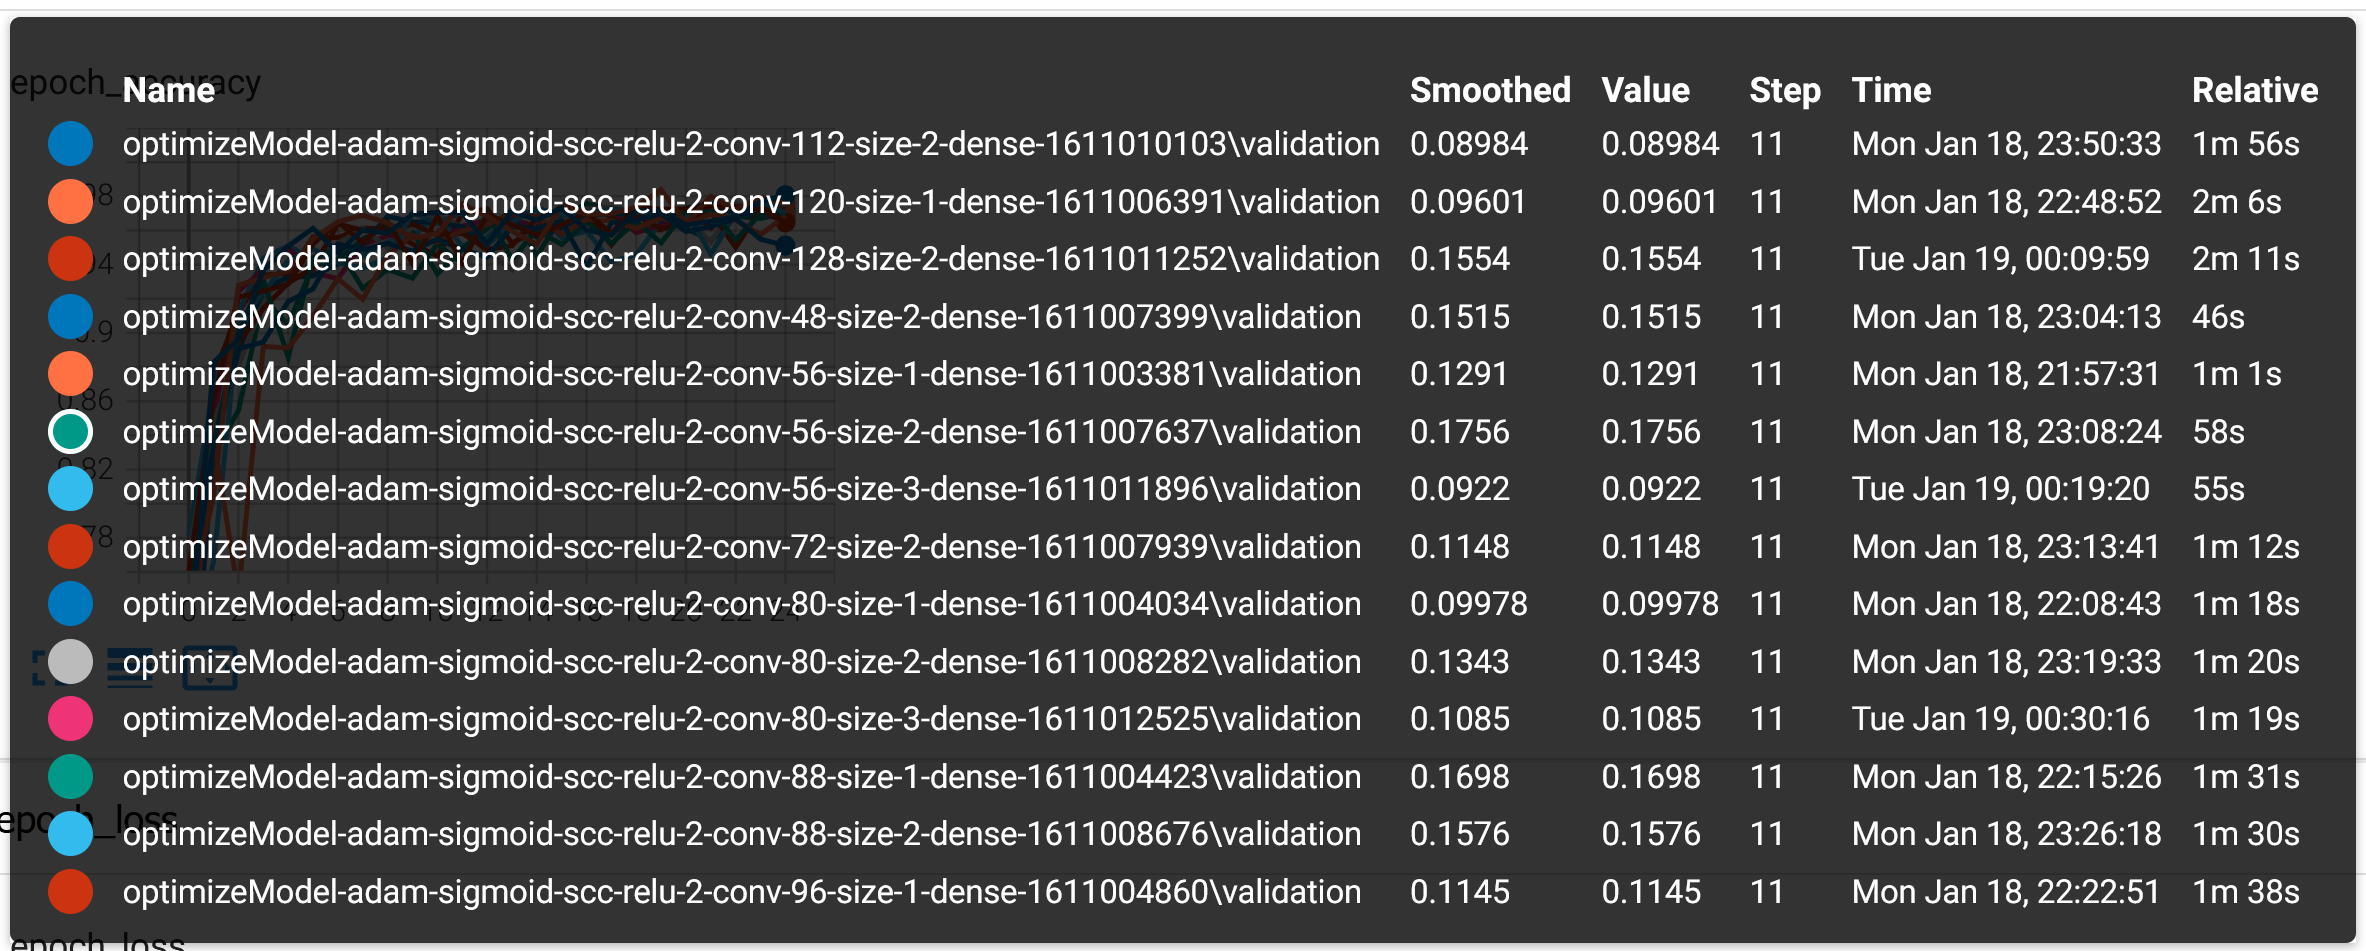 epoch_accuracy
Name Smoothed Value Step Time Relative
optimizeModel-adam-sigmoid-scc-relu-2-conv-112-size-2-dense-1611010103\validation 0.08984 0.08984 11 Mon Jan 18, 23:50:33 1m 56s
optimizeModel-adam-sigmoid-scc-relu-2-conv-120-size-1-dense-1611006391\validation 0.09601 0.09601 11 Mon Jan 18, 22:48:52 2m 6s
optimizeModel-adam-sigmoid-scc-relu-2-conv-128-size-2-dense-1611011252\validation 0.1554 0.1554 11 Tue Jan 19, 00:09:59 2m 11s
optimizeModel-adam-sigmoid-scc-relu-2-conv-48-size-2-dense-1611007399\validation 0.1515 0.1515 11 Mon Jan 18, 23:04:13 46s
optimizeModel-adam-sigmoid-scc-relu-2-conv-56-size-1-dense-1611003381\validation 0.1291 0.1291 11 Mon Jan 18, 21:57:31 1m 1s
0.86
optimizeModel-adam-sigmoid-scc-relu-2-conv-56-size-2-dense-1611007637\validation 0.1756 0.1756 11 Mon Jan 18, 23:08:24 58s
0.82
optimizeModel-adam-sigmoid-scc-relu-2-conv-56-size-3-dense-1611011896\validation 0.0922 0.0922 11 Tue Jan 19, 00:19:20 55s
optimizeModel-adam-sigmoid-scc-relu-2-conv-72-size-2-dense-1611007939\validation 0.1148 0.1148 11 Mon Jan 18, 23:13:41 1m 12s
optimizeModel-adam-sigmoid-scc-relu-2-conv-80-size-1-dense-1611004034\validation 0.09978 0.09978 11 Mon Jan 18, 22:08:43 1m 18s
optimizeModel-adam-sigmoid-scc-relu-2-conv-80-size-2-dense-1611008282\validation 0.1343 0.1343 11 Mon Jan 18, 23:19:33 1m 20s
optimizeModel-adam-sigmoid-scc-relu-2-conv-80-size-3-dense-1611012525\validation 0.1085 0.1085 11 Tue Jan 19, 00:30:16 1m 19s
optimizeModel-adam-sigmoid-scc-relu-2-conv-88-size-1-dense-1611004423\validation 0.1698 0.1698 11 Mon Jan 18, 22:15:26 1m 31s
epoch_loss
optimizeModel-adam-sigmoid-scc-relu-2-conv-88-size-2-dense-1611008676\validation 0.1576 0.1576 11 Mon Jan 18, 23:26:18 1m 30s
optimizeModel-adam-sigmoid-scc-relu-2-conv-96-size-1-dense-1611004860\validation 0.1145 0.1145 11 Mon Jan 18, 22:22:51 1m 38s
epoch_loss